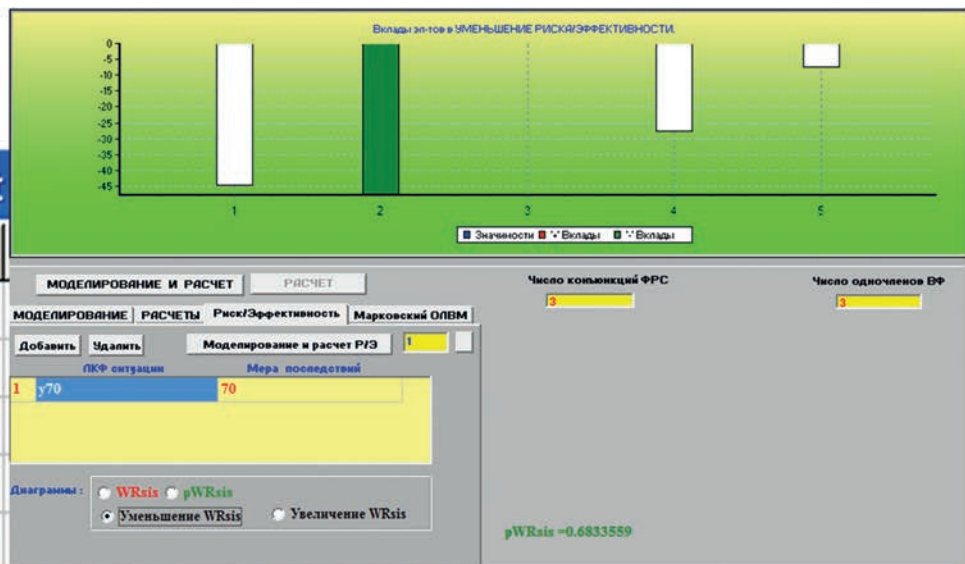 Вклады эл-тов в УМЕНЬШЕНИЕ РИСКА/ЭФФЕКТИВНОСТИ.
0
-5
-10
-15
-20
-25
-30
-35
-40
-45
1 2 3 4 5
Значимости "+" Вклады "-" Вклады
МОДЕЛИРОВАНИЕ И РАСЧЕТ РАСЧЕТ
Число конъюнкций ФРС Число одночленов ВФ
3 3
МОДЕЛИРОВАНИЕ РАСЧЕТЫ Риск/Эффективность Марковский ОЛВМ
Добавить Удалить Моделирование и расчет Р/Э 1
ЛКФ ситуации Мера последствий
1 y70 70
Диаграммы : WRsis pWRsis
Уменьшение WRsis Увеличение WRsis
pWRsis =0.6833559